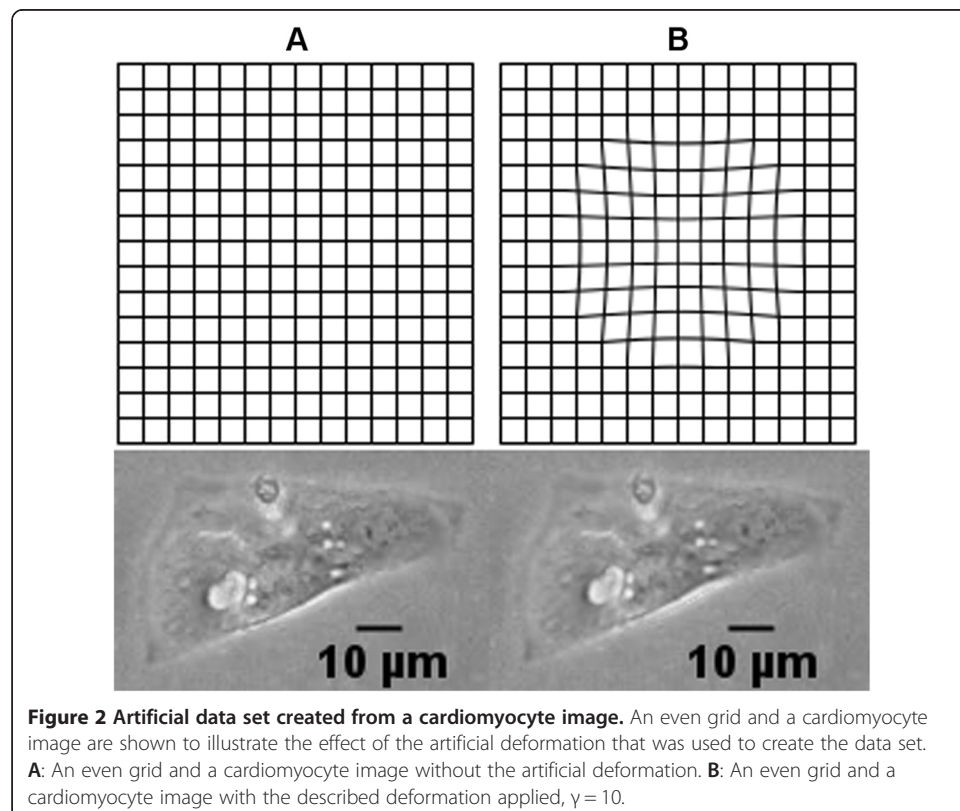 A
B
10 µm
10 µm
Figure 2 Artificial data set created from a cardiomyocyte image. An even grid and a cardiomyocyte
image are shown to illustrate the effect of the artificial deformation that was used to create the data set.
A: An even grid and a cardiomyocyte image without the artificial deformation. B: An even grid and a
cardiomyocyte image with the described deformation applied, γ = 10.